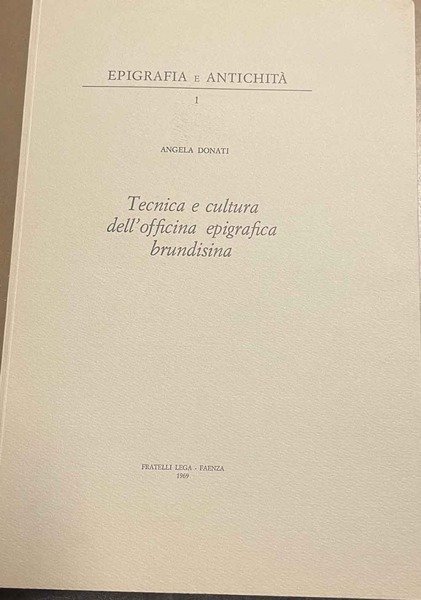 EPIGRAFIA E ANTICHITÀ
1
ANGELA DONATI
Tecnica e cultura
dell'officina epigrafica
brundisina
FRATELLI LEGA - FAENZA
1969